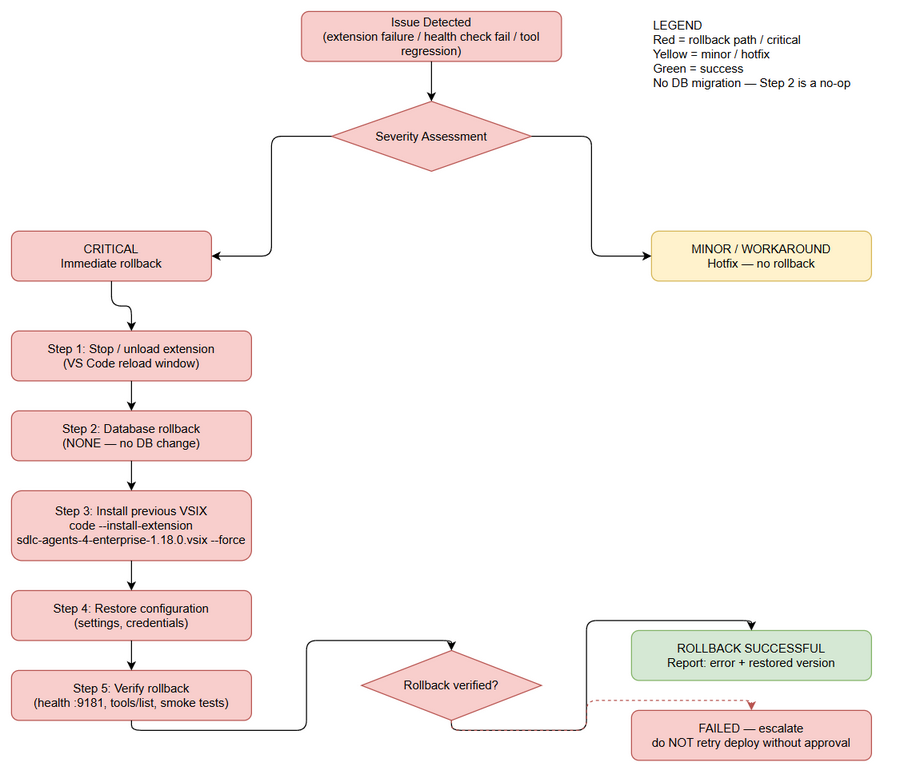 Issue Detected
(extension failure / health check fail / tool
regression)
LEGEND
Red = rollback path / critical
Yellow = minor / hotfix
Green = success
No DB migration — Step 2 is a no-op
Severity Assessment
CRITICAL
Immediate rollback
MINOR / WORKAROUND
Hotfix — no rollback
Step 1: Stop / unload extension
(VS Code reload window)
Step 2: Database rollback
(NONE — no DB change)
Step 3: Install previous VSIX
code --install-extension
sdlc-agents-4-enterprise-1.18.0.vsix --force
Step 4: Restore configuration
(settings, credentials)
Step 5: Verify rollback
(health :9181, tools/list, smoke tests)
Rollback verified?
ROLLBACK SUCCESSFUL
Report: error + restored version
FAILED — escalate
do NOT retry deploy without approval